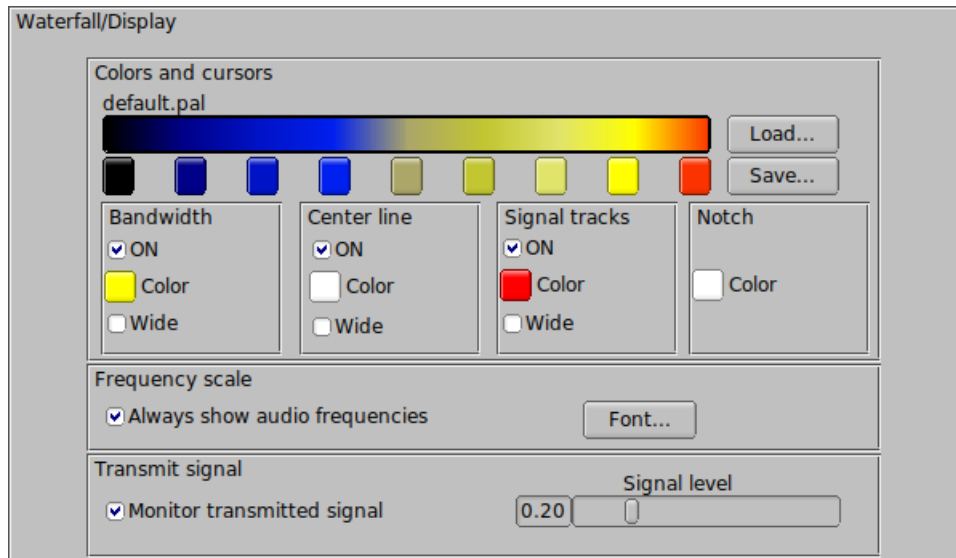 Waterfall/Display
Colors and cursors
default.pal
Load...
Save...
Bandwidth
ON
Color
Wide
Center line
ON
Color
Wide
Signal tracks
ON
Color
Wide
Notch
Color
Frequency scale
Always show audio frequencies
Font...
Transmit signal
Monitor transmitted signal
Signal level
0.20